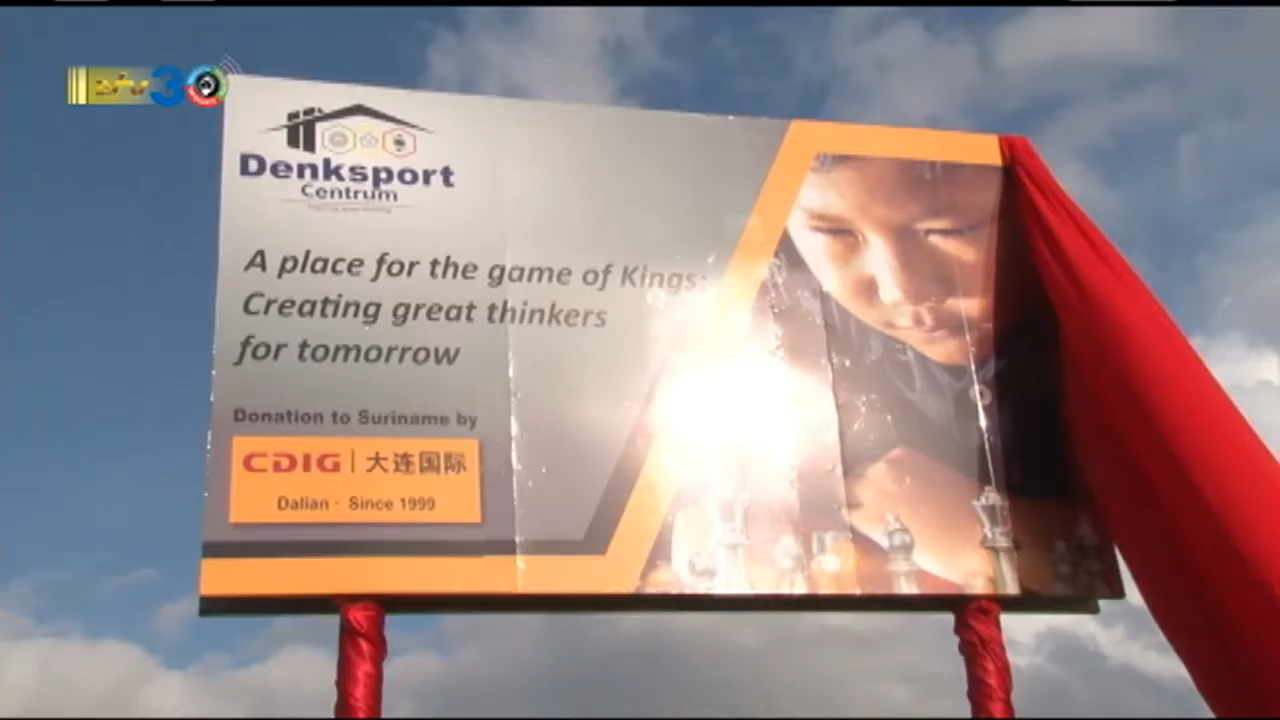 Denksport
Centrum
A place for the game of Kings:
Creating great thinkers
for tomorrow
Donation to Suriname by
CDIG | 大连国际
Dalian · Since 1999